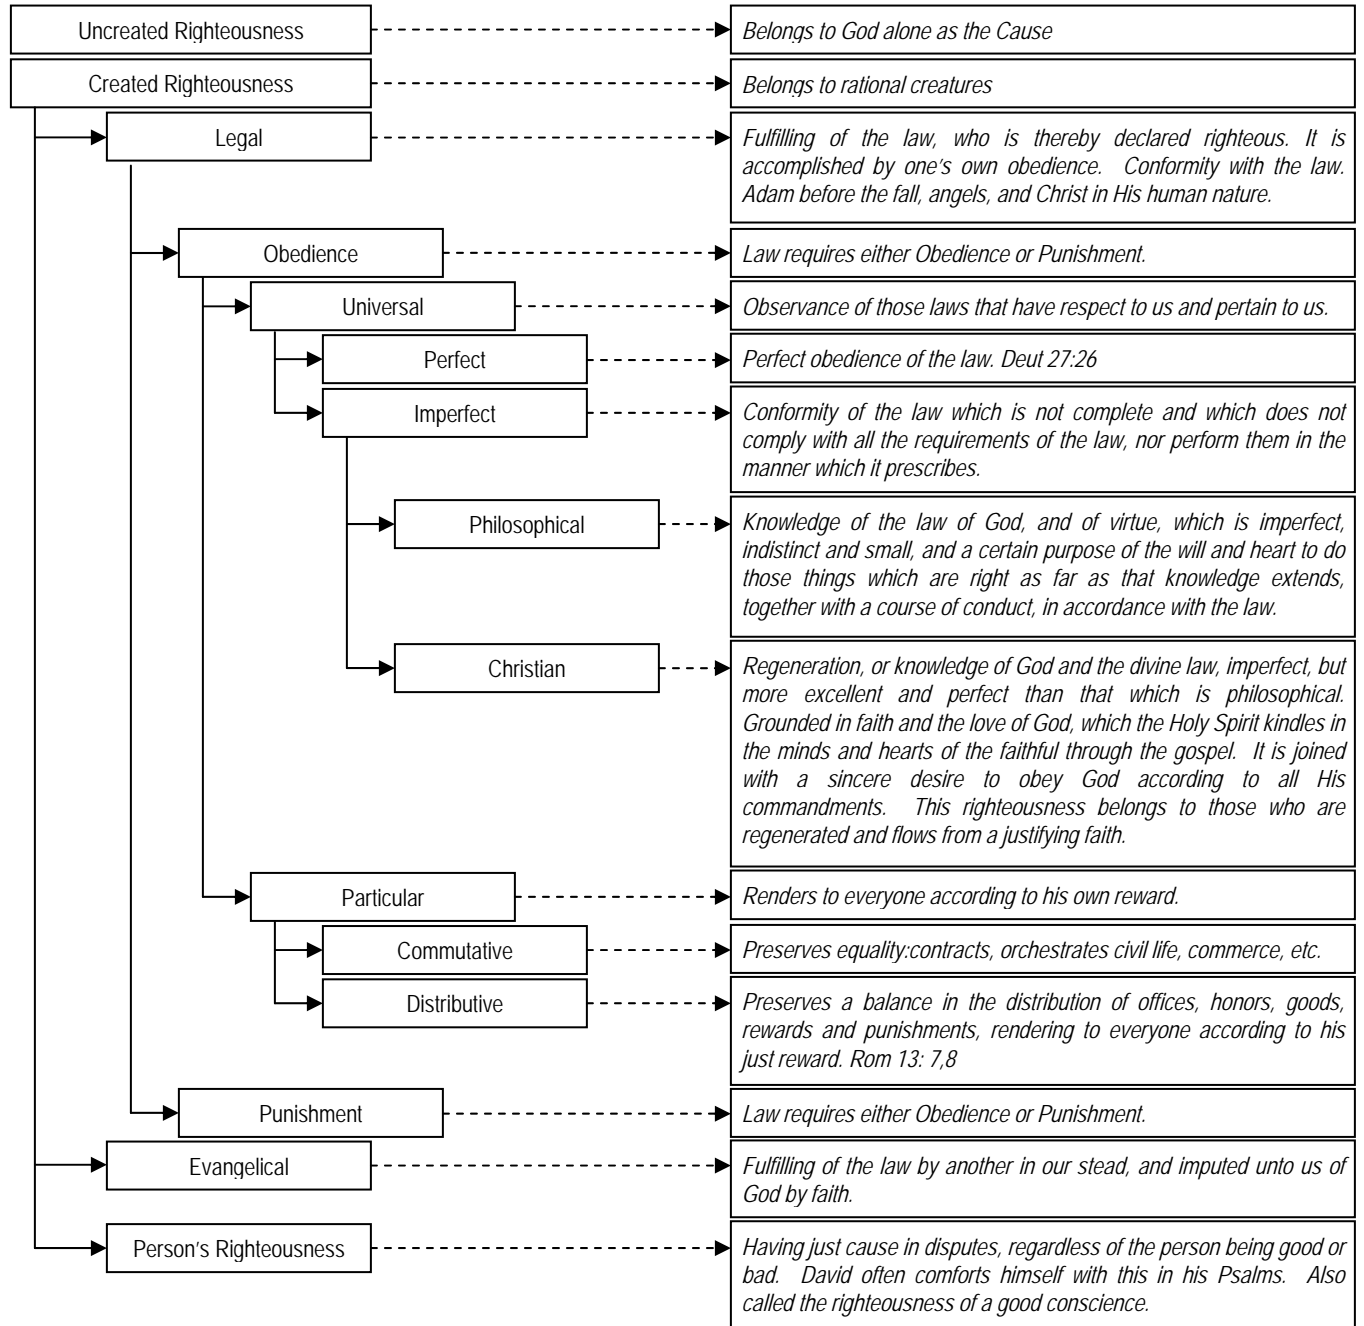 Uncreated Righteousness
Belongs to God alone as the Cause
Created Righteousness
Belongs to rational creatures
Legal
Fulfilling of the law, who is thereby declared righteous. It is
accomplished by one's own obedience. Conformity with the law.
Adam before the fall, angels, and Christ in His human nature.
Obedience
Law requires either Obedience or Punishment.
Universal
Observance of those laws that have respect to us and pertain to us.
Perfect
Perfect obedience of the law. Deut 27:26
Imperfect
Conformity of the law which is not complete and which does not
comply with all the requirements of the law, nor perform them in the
manner which it prescribes.
Philosophical
Knowledge of the law of God, and of virtue, which is imperfect,
indistinct and small, and a certain purpose of the will and heart to do
those things which are right as far as that knowledge extends,
together with a course of conduct, in accordance with the law.
Christian
Regeneration, or knowledge of God and the divine law, imperfect, but
more excellent and perfect than that which is philosophical.
Grounded in faith and the love of God, which the Holy Spirit kindles in
the minds and hearts of the faithful through the gospel. It is joined
with a sincere desire to obey God according to all His
commandments. This righteousness belongs to those who are
regenerated and flows from a justifying faith.
Particular
Renders to everyone according to his own reward.
Commutative
Preserves equality:contracts, orchestrates civil life, commerce, etc.
Distributive
Preserves a balance in the distribution of offices, honors, goods,
rewards and punishments, rendering to everyone according to his
just reward. Rom 13: 7,8
Punishment
Law requires either Obedience or Punishment.
Evangelical
Fulfilling of the law by another in our stead, and imputed unto us of
God by faith.
Person's Righteousness
Having just cause in disputes, regardless of the person being good or
bad. David often comforts himself with this in his Psalms. Also
called the righteousness of a good conscience.